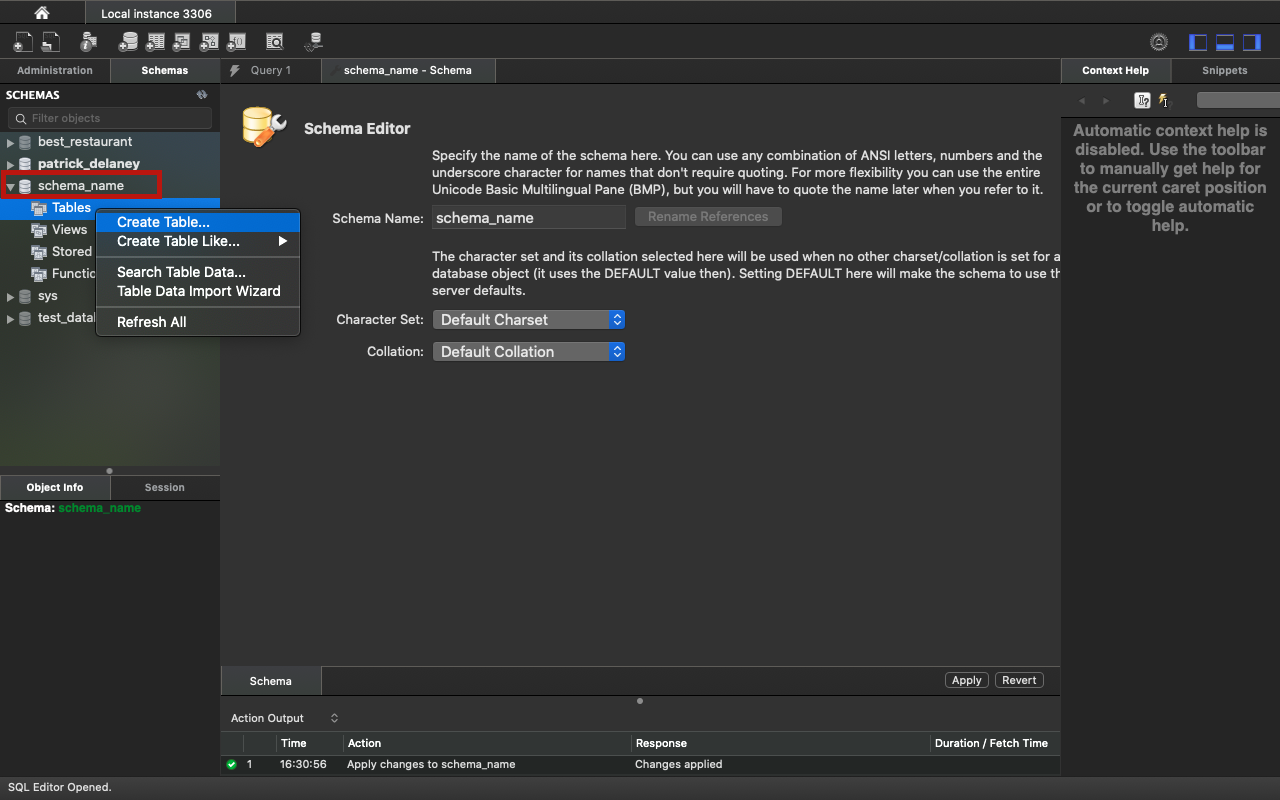 Local instance 3306
Administration
Schemas
Query 1
schema_name - Schema
Context Help
Snippets
SCHEMAS
Filter objects
best_restaurant
patrick_delaney
schema_name
Tables
Views
Stored
Functio
sys
test_datab
Create Table...
Create Table Like...
Search Table Data...
Table Data Import Wizard
Refresh All
Schema Editor
Specify the name of the schema here. You can use any combination of ANSI letters, numbers and the
underscore character for names that don't require quoting. For more flexibility you can use the entire
Unicode Basic Multilingual Pane (BMP), but you will have to quote the name later when you refer to it.
Schema Name: schema_name Rename References
The character set and its collation selected here will be used when no other charset/collation is set for a
database object (it uses the DEFAULT value then). Setting DEFAULT here will make the schema to use th
server defaults.
Character Set: Default Charset
Collation: Default Collation
Automatic context help is
disabled. Use the toolbar
to manually get help for
the current caret position
or to toggle automatic
help.
Object Info
Session
Schema: schema_name
Schema
Apply
Revert
Action Output
Time Action Response Duration / Fetch Time
1 16:30:56 Apply changes to schema_name Changes applied
SQL Editor Opened.